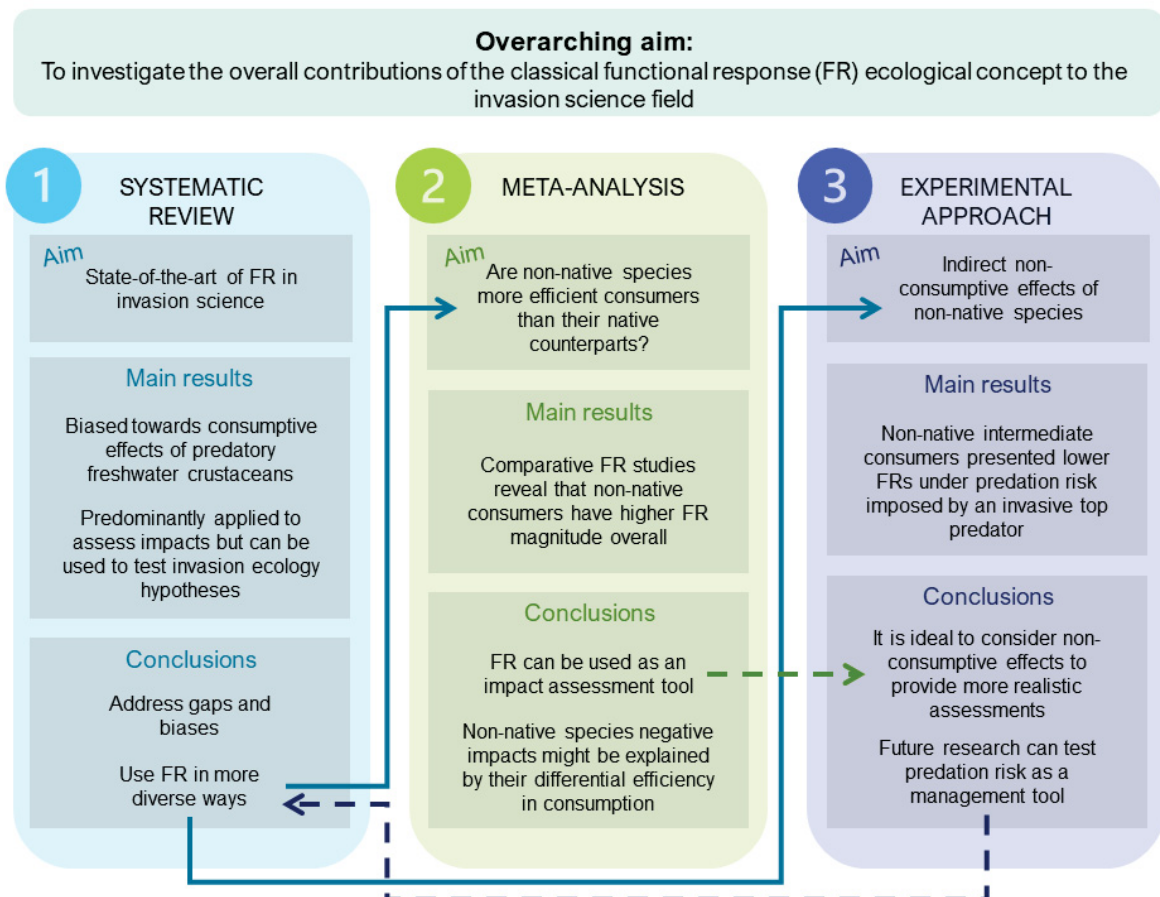 Overarching aim:
To investigate the overall contributions of the classical functional response (FR) ecological concept to the
invasion science field
1
SYSTEMATIC
REVIEW
Aim
State-of-the-art of FR in
invasion science
Main results
Biased towards consumptive
effects of predatory
freshwater crustaceans
Predominantly applied to
assess impacts but can be
used to test invasion ecology
hypotheses
Conclusions
Address gaps and
biases
Use FR in more
diverse ways
2
META-ANALYSIS
Aim
Are non-native species
more efficient consumers
than their native
counterparts?
Main results
Comparative FR studies
reveal that non-native
consumers have higher FR
magnitude overall
Conclusions
FR can be used as an
impact assessment tool
Non-native species negative
impacts might be explained
by their differential efficiency
in consumption
3
EXPERIMENTAL
APPROACH
Aim
Indirect non-
consumptive effects of
non-native species
Main results
Non-native intermediate
consumers presented lower
FRs under predation risk
imposed by an invasive top
predator
Conclusions
It is ideal to consider non-
consumptive effects to
provide more realistic
assessments
Future research can test
predation risk as a
management tool